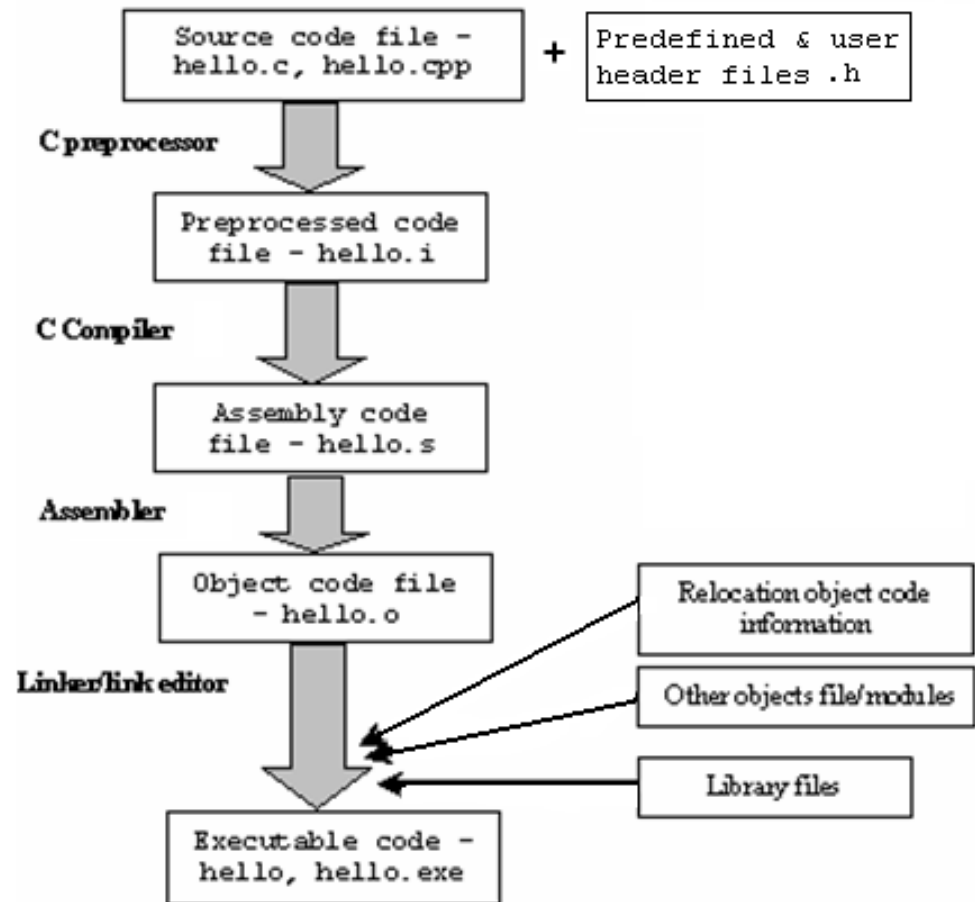 Source code file -
hello.c, hello.cpp
+
Predefined & user
header files .h
C preprocessor
Preprocessed code
file - hello.i
C Compiler
Assembly code
file - hello.s
Assembler
Object code file
- hello.o
Relocation object code
information
Linker/link editor
Other objects file/modules
Library files
Executable code -
hello, hello.exe